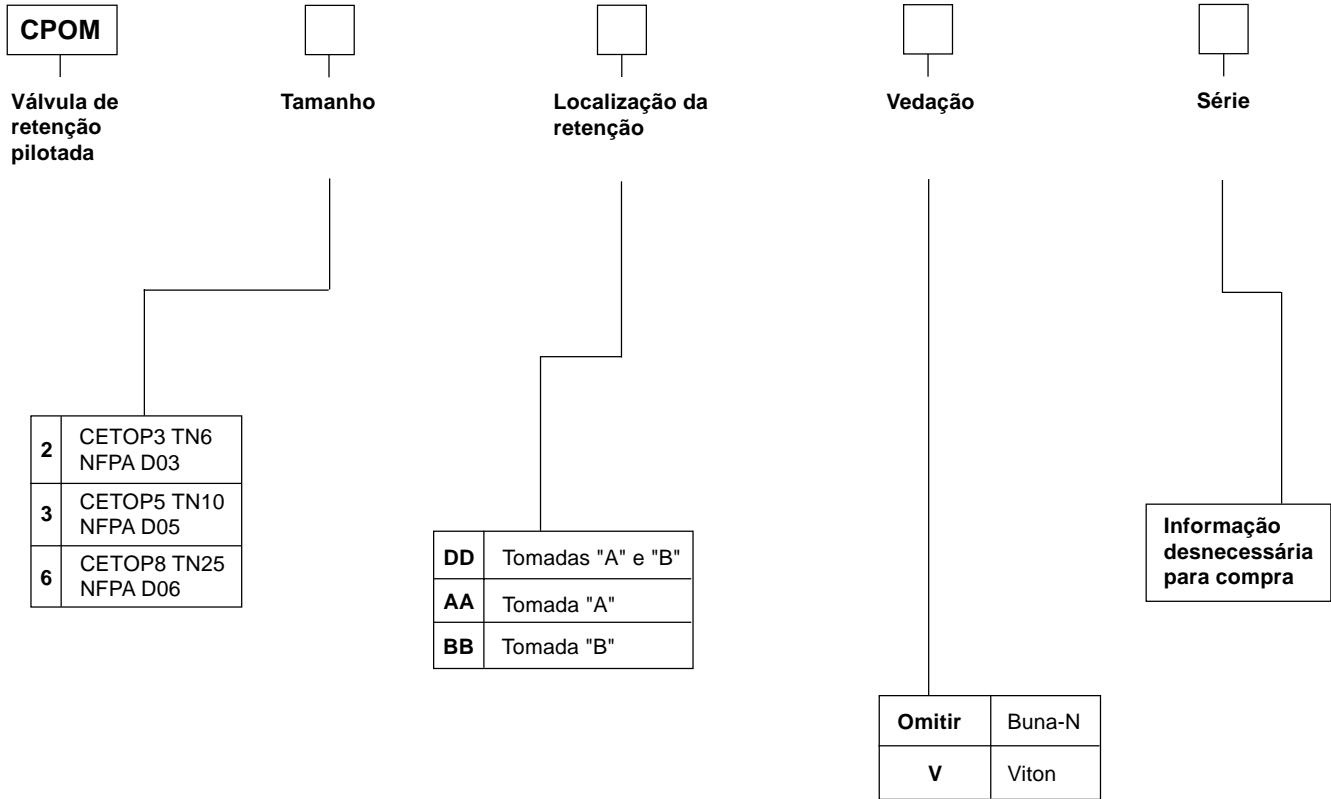 CPOM
Válvula de
retenção
pilotada
Tamanho
Localização da
retenção
Vedação
Série
2 CETOP3 TN6
NFPA D03
3 CETOP5 TN10
NFPA D05
6 CETOP8 TN25
NFPA D06
DD Tomadas "A" e "B"
AA Tomada "A"
BB Tomada "B"
Informação
desnecessária
para compra
Omitir Buna-N
V Viton